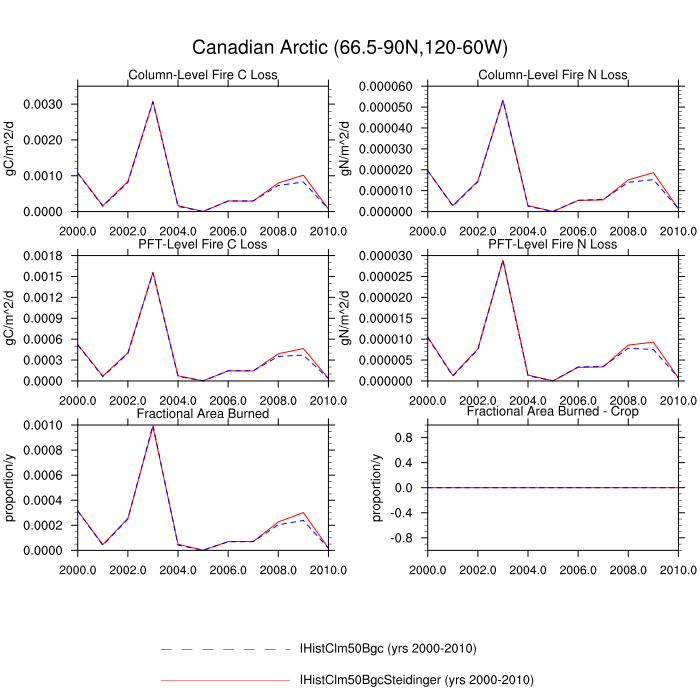 Canadian Arctic (66.5-90N,120-60W)
Column-Level Fire C Loss
gC/m^2/d
0.0030
0.0020
0.0010
0.0000
2000.0 2002.0 2004.0 2006.0 2008.0 2010.0
Column-Level Fire N Loss
gN/m^2/d
0.000060
0.000050
0.000040
0.000030
0.000020
0.000010
0.000000
2000.0 2002.0 2004.0 2006.0 2008.0 2010.0
PFT-Level Fire C Loss
gC/m^2/d
0.0018
0.0015
0.0012
0.0009
0.0006
0.0003
0.0000
2000.0 2002.0 2004.0 2006.0 2008.0 2010.0
PFT-Level Fire N Loss
gN/m^2/d
0.000030
0.000025
0.000020
0.000015
0.000010
0.000005
0.000000
2000.0 2002.0 2004.0 2006.0 2008.0 2010.0
Fractional Area Burned
proportion/y
0.0010
0.0008
0.0006
0.0004
0.0002
0.0000
2000.0 2002.0 2004.0 2006.0 2008.0 2010.0
Fractional Area Burned - Crop
proportion/y
0.8
0.4
0.0
-0.4
-0.8
2000.0 2002.0 2004.0 2006.0 2008.0 2010.0
IHistClm50Bgc (yrs 2000-2010)
IHistClm50BgcSteidinger (yrs 2000-2010)